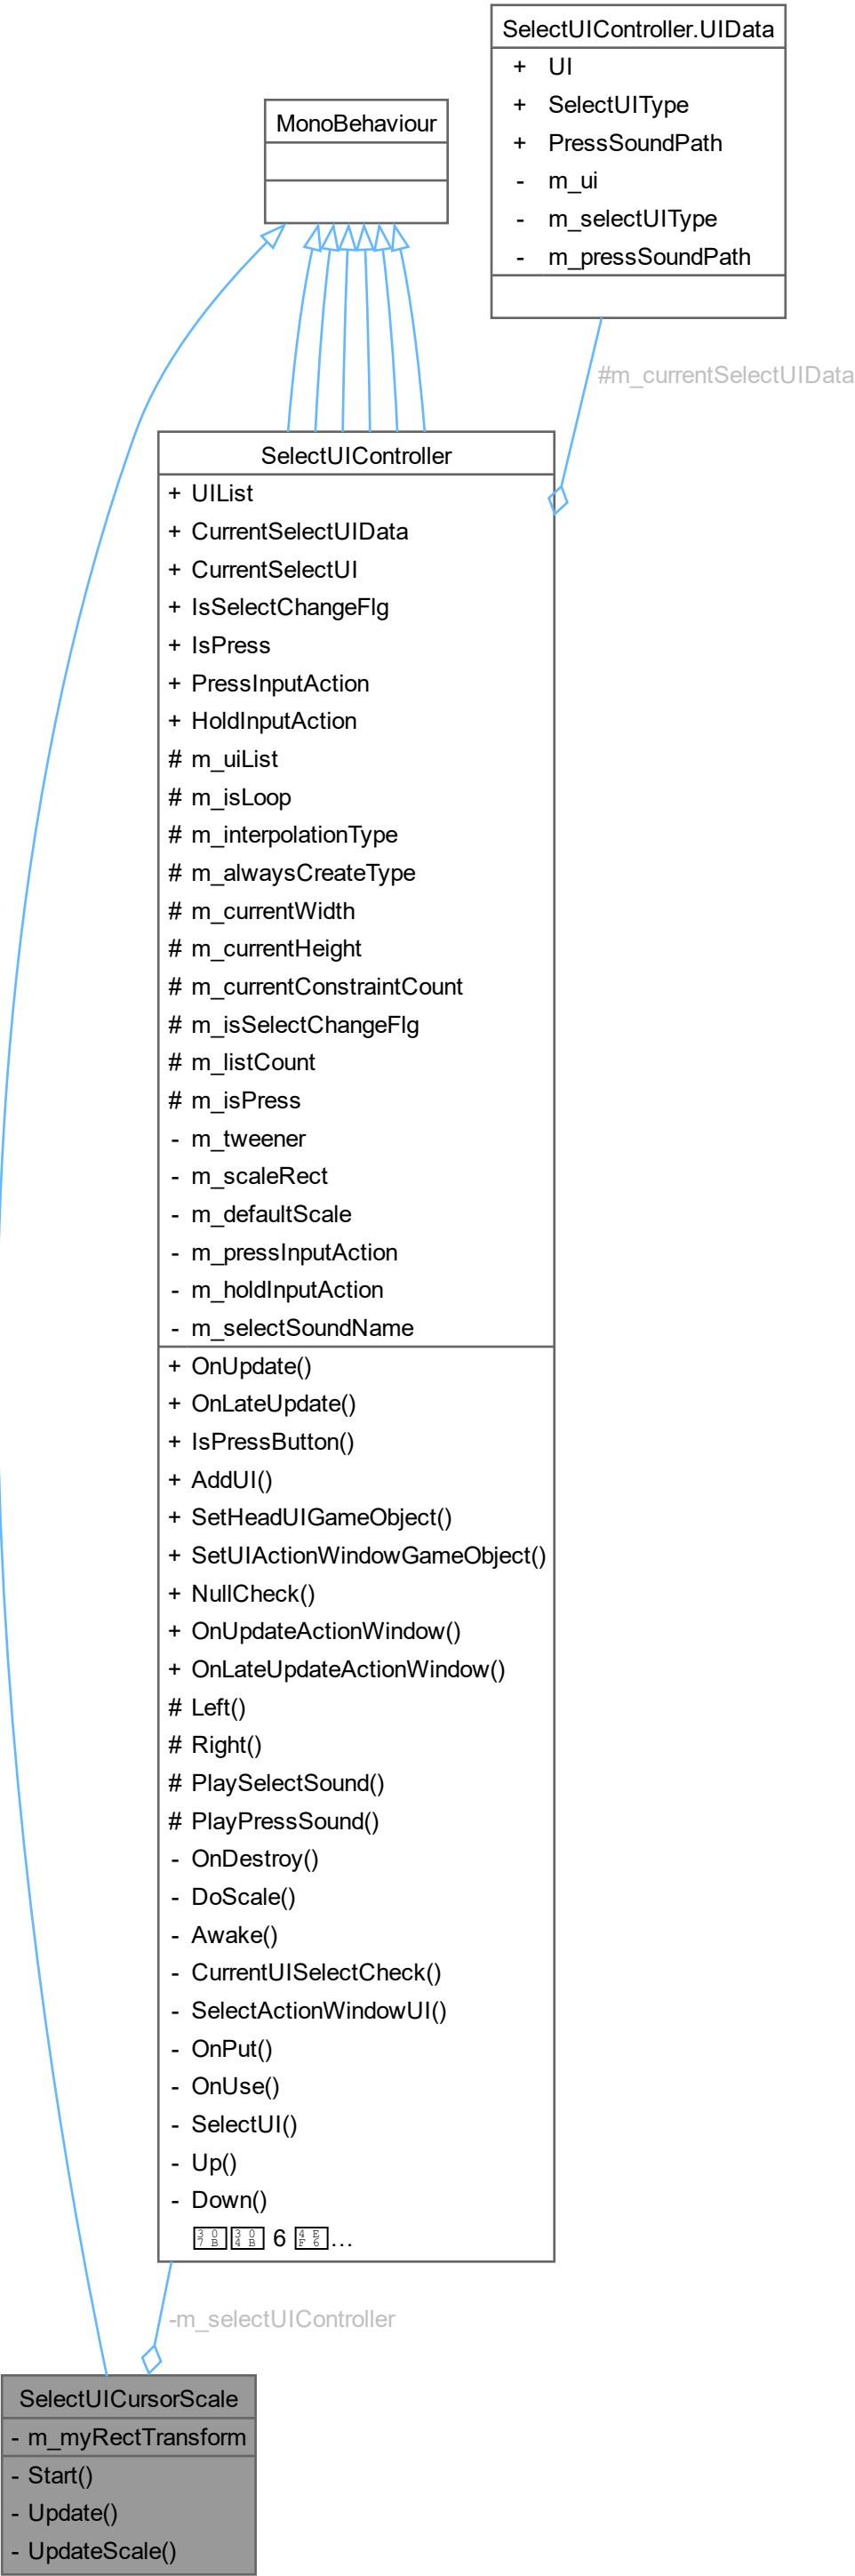 SelectUIController.UIData
+ UI
+ SelectUIType
+ PressSoundPath
- m_ui
- m_selectUIType
- m_pressSoundPath
MonoBehaviour
#m_currentSelectUIData
SelectUIController
+ UIList
+ CurrentSelectUIData
+ CurrentSelectUI
+ IsSelectChangeFlg
+ IsPress
+ PressInputAction
+ HoldInputAction
# m_uiList
# m_isLoop
# m_interpolationType
# m_alwaysCreateType
# m_currentWidth
# m_currentHeight
# m_currentConstraintCount
# m_isSelectChangeFlg
# m_listCount
# m_isPress
- m_tweener
- m_scaleRect
- m_defaultScale
- m_pressInputAction
- m_holdInputAction
- m_selectSoundName
+ OnUpdate()
+ OnLateUpdate()
+ IsPressButton()
+ AddUI()
+ SetHeadUIGameObject()
+ SetUIActionWindowGameObject()
+ NullCheck()
+ OnUpdateActionWindow()
+ OnLateUpdateActionWindow()
# Left()
# Right()
# PlaySelectSound()
# PlayPressSound()
- OnDestroy()
- DoScale()
- Awake()
- CurrentUISelectCheck()
- SelectActionWindowUI()
- OnPut()
- OnUse()
- SelectUI()
- Up()
- Down()
6 ...
-m_selectUIController
SelectUICursorScale
- m_myRectTransform
- Start()
- Update()
- UpdateScale()